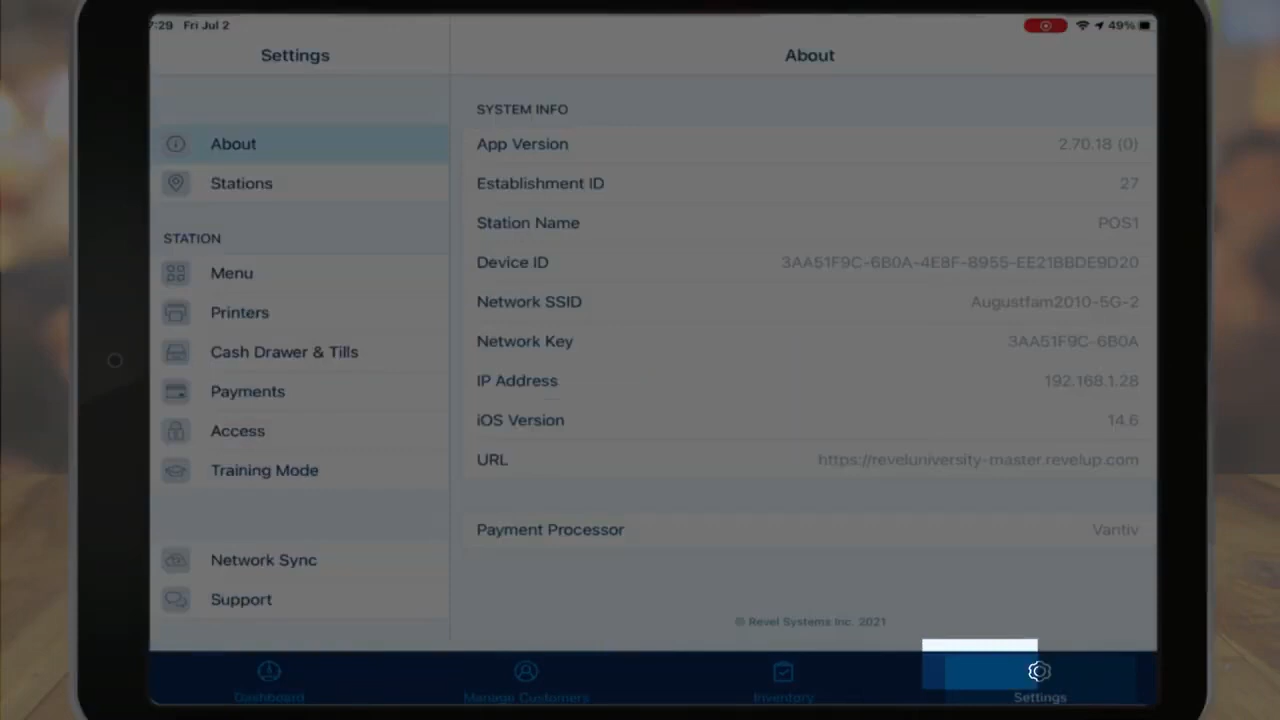 7:29 Fri Jul 2
49%
Settings
About
About
Stations
STATION
Menu
Printers
Cash Drawer & Tills
Payments
Access
Training Mode
Network Sync
Support
SYSTEM INFO
App Version 2.70.18 (0)
Establishment ID 27
Station Name POS1
Device ID 3AA51F9C-6B0A-4E8F-8955-EE21BBDE9D20
Network SSID Augustfam2010-5G-2
Network Key 3AA51F9C-6B0A
IP Address 192.168.1.28
iOS Version 14.6
URL https://reveluniversity-master.revelup.com
Payment Processor Vantiv
© Revel Systems Inc. 2021
Dashboard
Manage Customers
Inventory
Settings